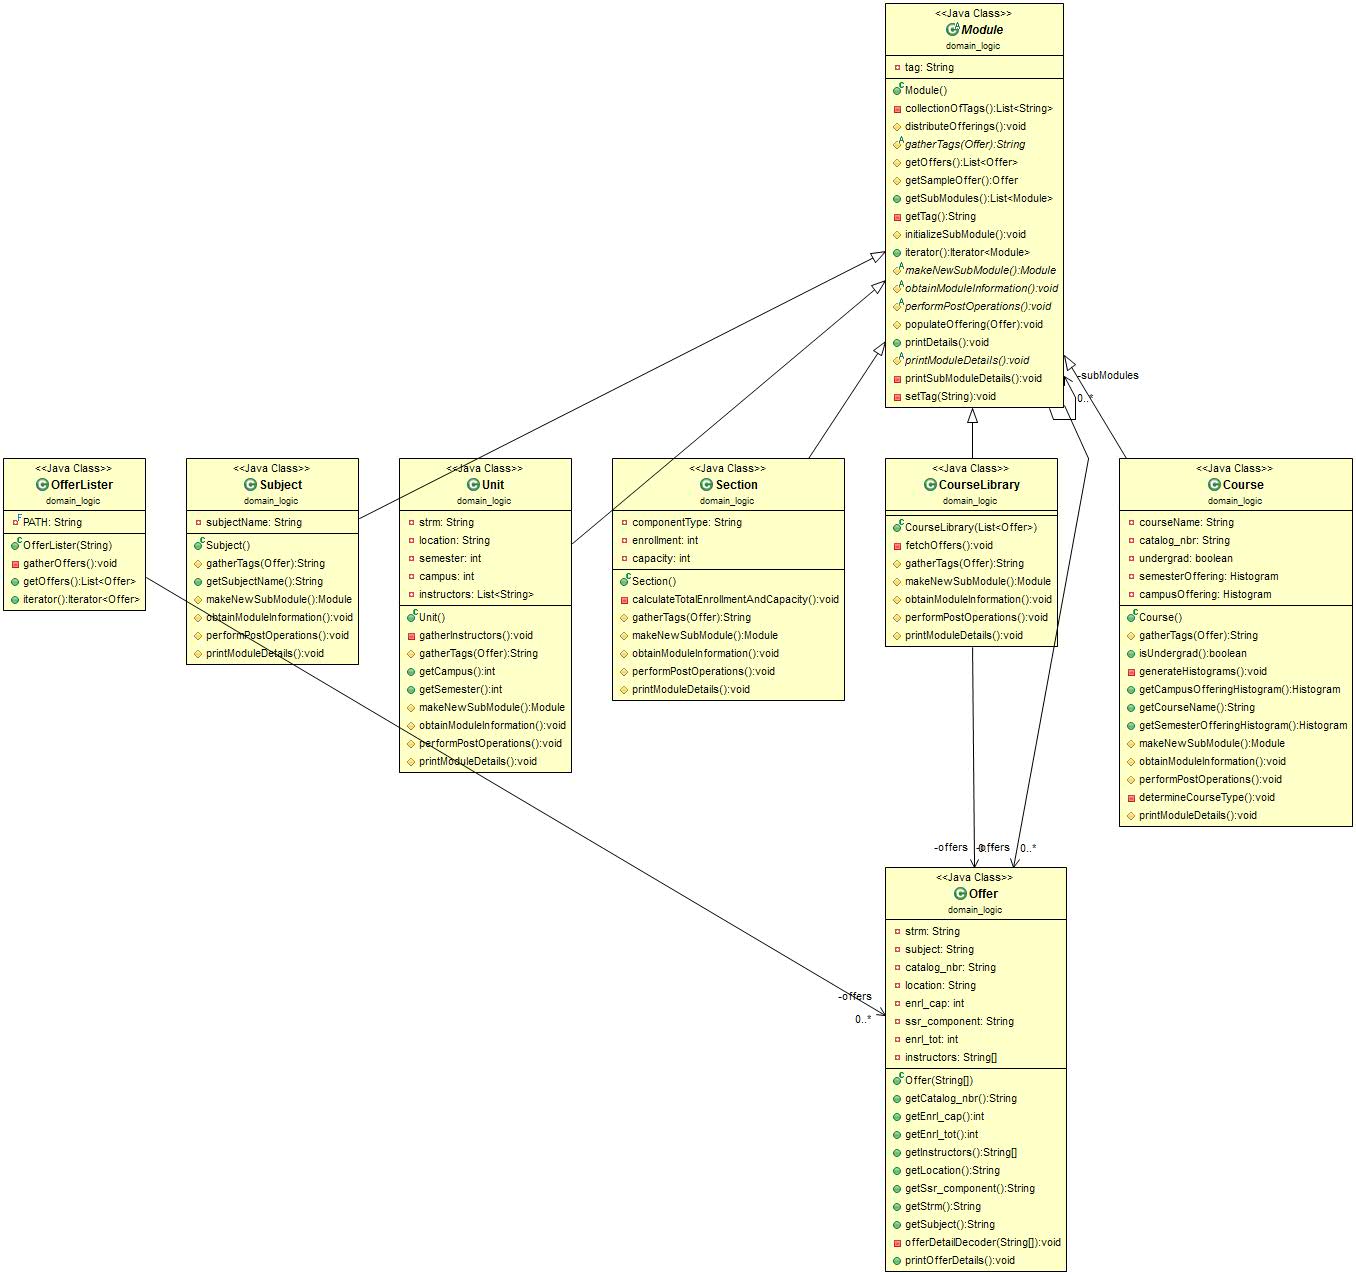 <<Java Class>>
Module
domain_logic
tag: String
Module()
collectionOfTags():List<String>
distributeOfferings():void
gatherTags(Offer):String
getOffers():List<Offer>
getSampleOffer():Offer
getSubModules():List<Module>
getTag():String
initializeSubModule():void
iterator():Iterator<Module>
makeNewSubModule():Module
obtainModuleInformation():void
performPostOperations():void
populateOffering(Offer):void
printDetails():void
printModuleDetails():void
printSubModuleDetails():void
setTag(String):void
-subModules
0..*
<<Java Class>>
OfferLister
domain_logic
PATH: String
OfferLister(String)
gatherOffers():void
getOffers():List<Offer>
iterator():Iterator<Offer>
<<Java Class>>
Subject
domain_logic
subjectName: String
Subject()
gatherTags(Offer):String
getSubjectName():String
makeNewSubModule():Module
obtainModuleInformation():void
performPostOperations():void
printModuleDetails():void
<<Java Class>>
Unit
domain_logic
strm: String
location: String
semester: int
campus: int
instructors: List<String>
Unit()
gatherInstructors():void
gatherTags(Offer):String
getCampus():int
getSemester():int
makeNewSubModule():Module
obtainModuleInformation():void
performPostOperations():void
printModuleDetails():void
<<Java Class>>
Section
domain_logic
componentType: String
enrollment: int
capacity: int
Section()
calculateTotalEnrollmentAndCapacity():void
gatherTags(Offer):String
makeNewSubModule():Module
obtainModuleInformation():void
performPostOperations():void
printModuleDetails():void
<<Java Class>>
CourseLibrary
domain_logic
CourseLibrary(List<Offer>)
fetchOffers():void
gatherTags(Offer):String
makeNewSubModule():Module
obtainModuleInformation():void
performPostOperations():void
printModuleDetails():void
<<Java Class>>
Course
domain_logic
courseName: String
catalog_nbr: String
undergrad: boolean
semesterOffering: Histogram
campusOffering: Histogram
Course()
gatherTags(Offer):String
isUndergrad():boolean
generateHistograms():void
getCampusOfferingHistogram():Histogram
getCourseName():String
getSemesterOfferingHistogram():Histogram
makeNewSubModule():Module
obtainModuleInformation():void
performPostOperations():void
determineCourseType():void
printModuleDetails():void
-offers
-offers
0..*
-offers
0..*
<<Java Class>>
Offer
domain_logic
strm: String
subject: String
catalog_nbr: String
location: String
enrl_cap: int
ssr_component: String
enrl_tot: int
instructors: String[]
Offer(String[])
getCatalog_nbr():String
getEnrl_cap():int
getEnrl_tot():int
getInstructors():String[]
getLocation():String
getSsr_component():String
getStrm():String
getSubject():String
offerDetailDecoder(String[]):void
printOfferDetails():void